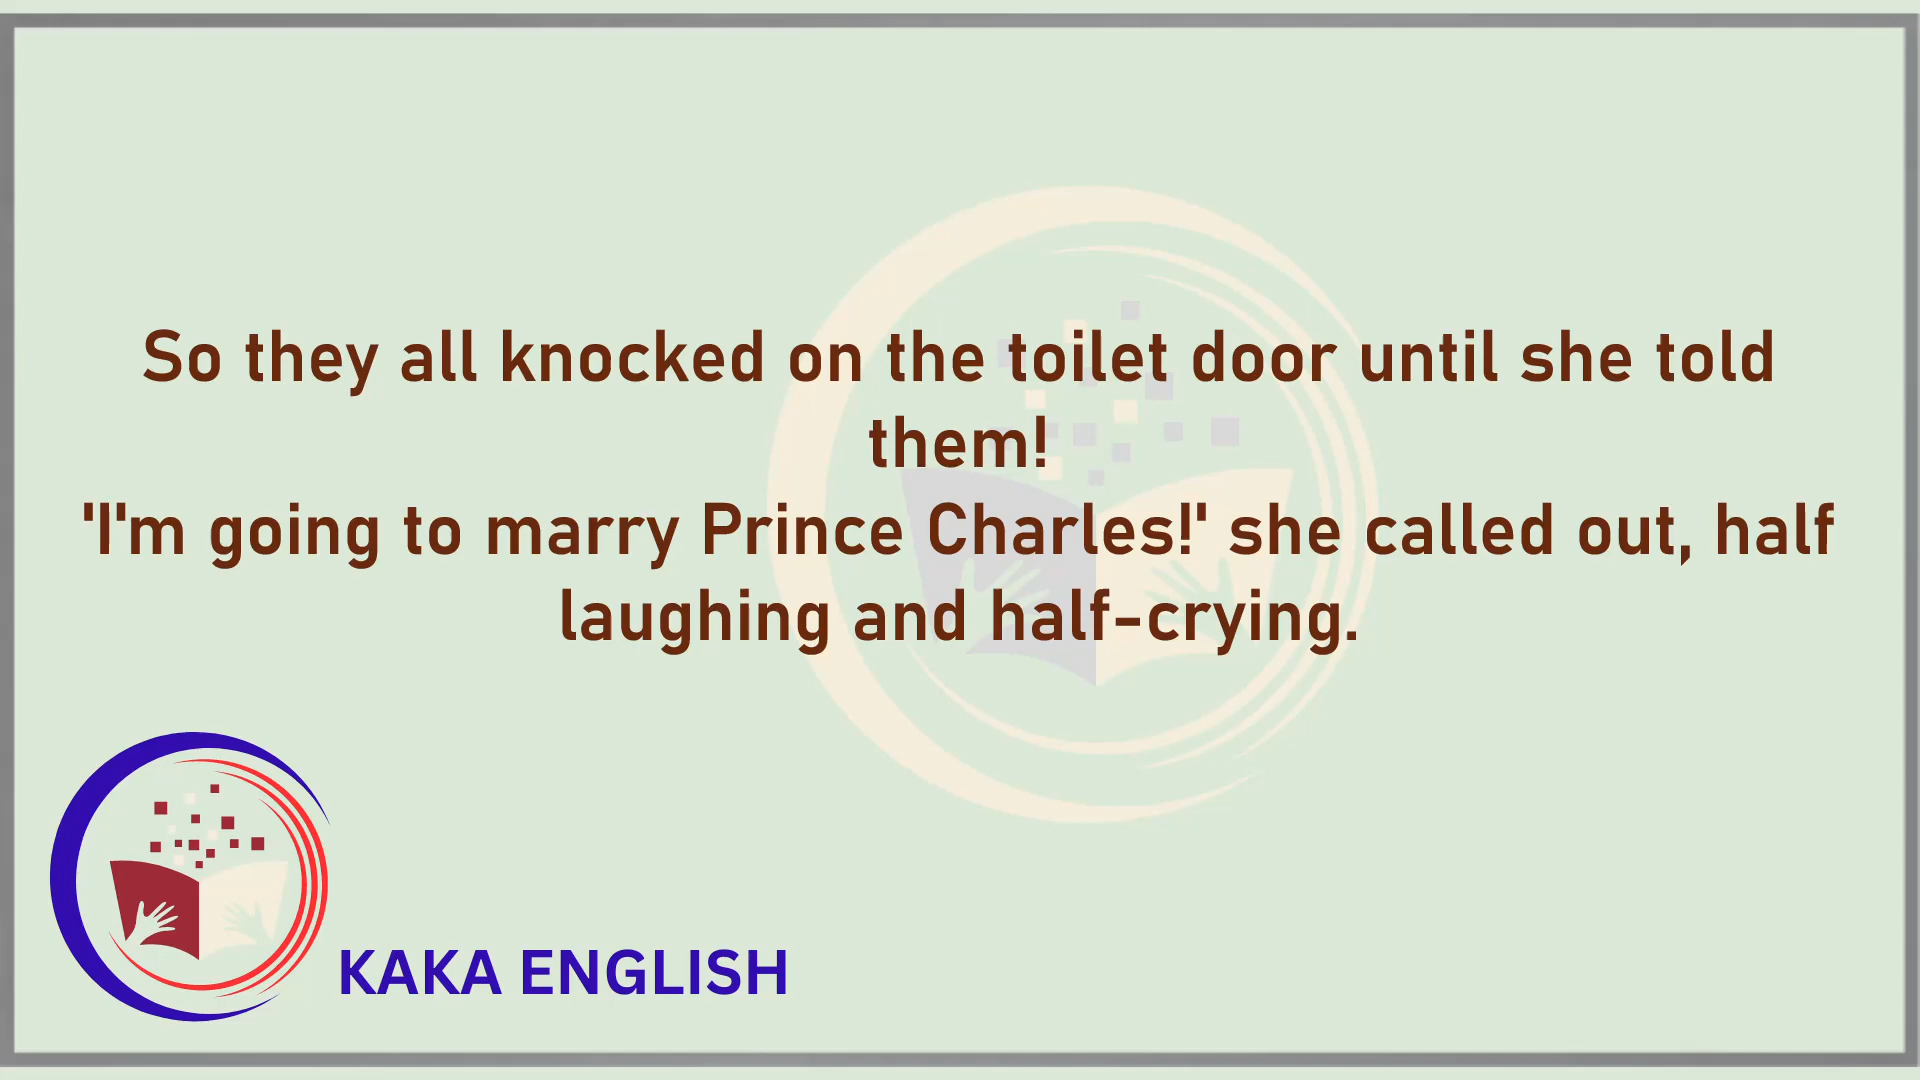 So they all knocked on the toilet door until she told
them!
'I'm going to marry Prince Charles!' she called out, half
laughing and half-crying.
KAKA ENGLISH